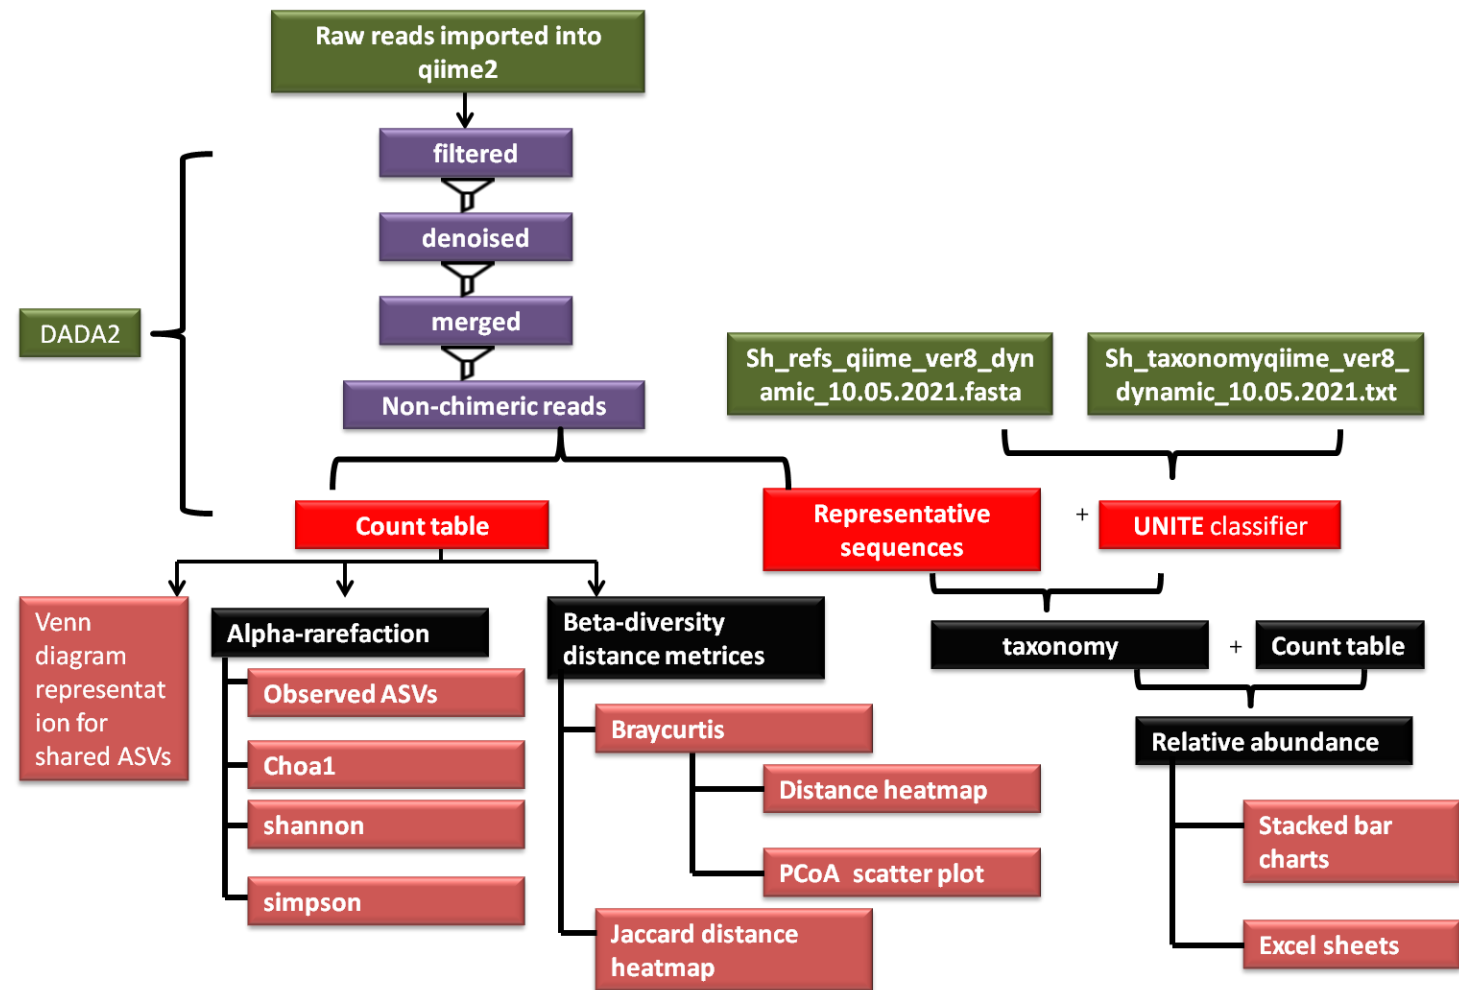 Raw reads imported into
qiime2
filtered
denoised
merged
Non-chimeric reads
DADA2
Sh_refs_qiime_ver8_dyn
amic_10.05.2021.fasta
Sh_taxonomyqiime_ver8_
dynamic_10.05.2021.txt
Count table
Representative
sequences
+
UNITE classifier
Venn
diagram
representat
ion for
shared ASVs
Alpha-rarefaction
Observed ASVs
Choa1
shannon
simpson
Beta-diversity
distance metrices
Braycurtis
Distance heatmap
PCoA scatter plot
Jaccard distance
heatmap
taxonomy
+
Count table
Relative abundance
Stacked bar
charts
Excel sheets